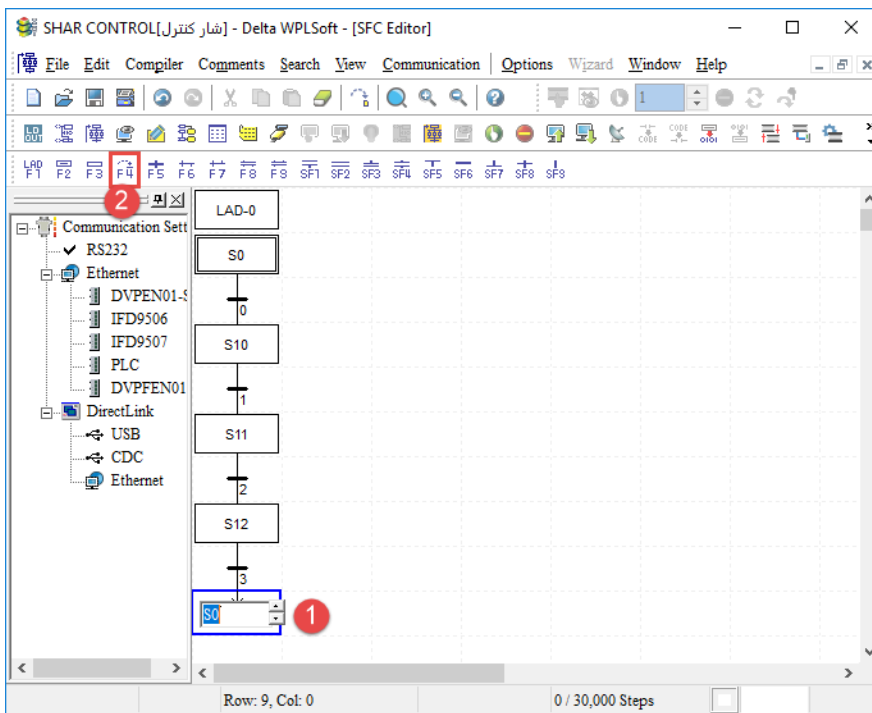 SHAR CONTROL[شار کنترل] - Delta WPLSoft - [SFC Editor]
File Edit Compiler Comments Search View Communication Options Wizard Window Help
1
LAD F1 F2 F3 F4 F5 F6 F7 F8 F9 SF1 SF2 SF3 SF4 SF5 SF6 SF7 SF8 SF9
2
Communication Sett
RS232
Ethernet
DVPEN01-S
IFD9506
IFD9507
PLC
DVPFEN01
DirectLink
USB
CDC
Ethernet
LAD-0
S0
0
S10
1
S11
2
S12
3
S0
1
Row: 9, Col: 0
0 / 30,000 Steps